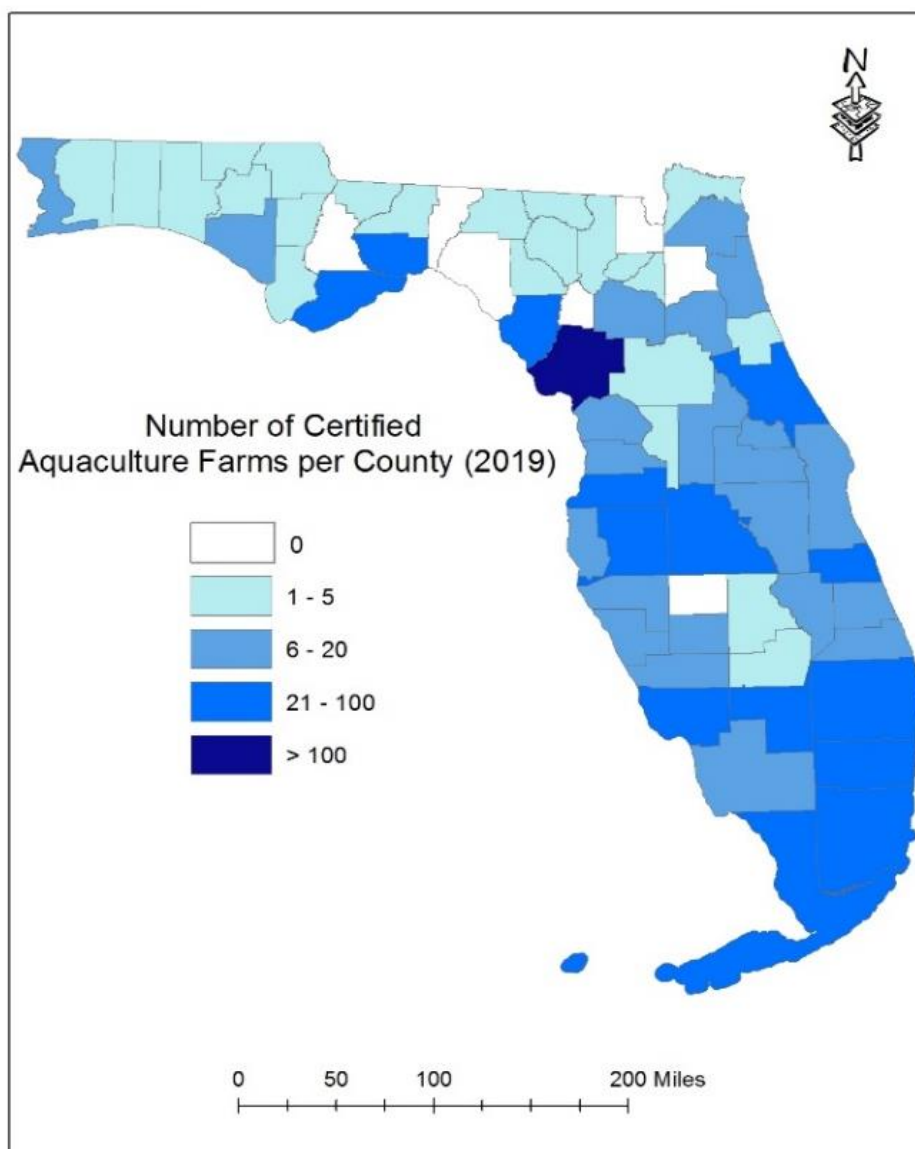 N
Number of Certified
Aquaculture Farms per County (2019)
0
1 - 5
6 - 20
21 - 100
> 100
0 50 100 200 Miles